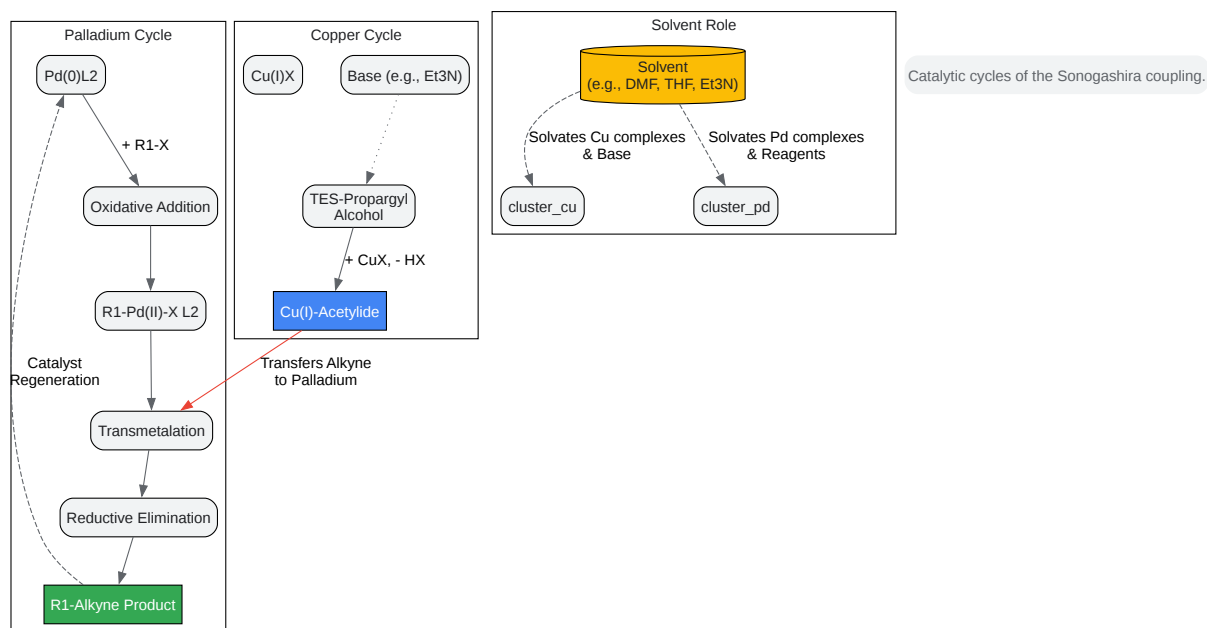 Palladium Cycle
Pd(0)L2
+ R1-X
Oxidative Addition
R1-Pd(II)-X L2
Catalyst
Regeneration
Transmetalation
Reductive Elimination
R1-Alkyne Product
Copper Cycle
Cu(I)X
Base (e.g., Et3N)
TES-Propargyl
Alcohol
+ CuX, - HX
Cu(I)-Acetylide
Transfers Alkyne
to Palladium
Solvent Role
Solvent
(e.g., DMF, THF, Et3N)
Solvates Cu complexes
& Base
Solvates Pd complexes
& Reagents
cluster_cu
cluster_pd
Catalytic cycles of the Sonogashira coupling.